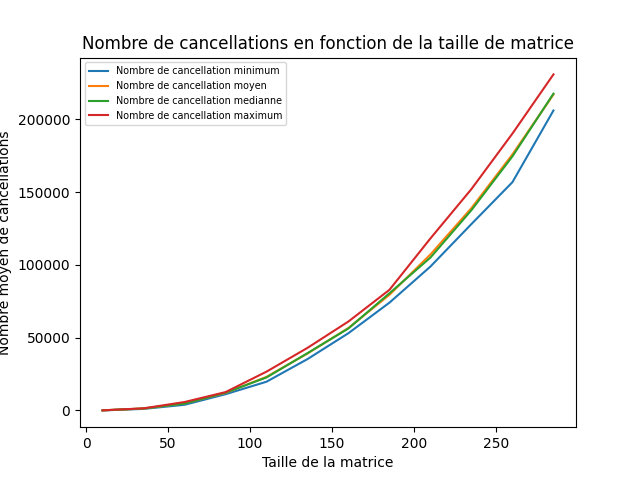 Nombre de cancellations en fonction de la taille de matrice
Nombre de cancellation minimum
Nombre de cancellation moyen
Nombre de cancellation medianne
Nombre de cancellation maximum
Nombre moyen de cancellations
200000
150000
100000
50000
0
0 50 100 150 200 250
Taille de la matrice